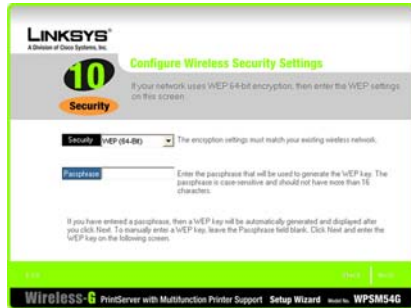 LINKSYS®
A Division of Cisco Systems, Inc.
10
Security
Configure Wireless Security Settings
If your network uses WEP 64-bit encryption, then enter the WEP settings
on this screen.
Security WEP (64-Bit) The encryption settings must match your existing wireless network.
Passphrase Enter the passphrase that will be used to generate the WEP key. The
passphrase is case-sensitive and should not have more than 16
characters.
If you have entered a passphrase, then a WEP key will be automatically generated and displayed after
you click Next. To manually enter a WEP key, leave the Passphrase field blank. Click Next and enter the
WEP key on the following screen.
Back Next
Wireless-G PrintServer with Multifunction Printer Support Setup Wizard Model No. WPSM54G